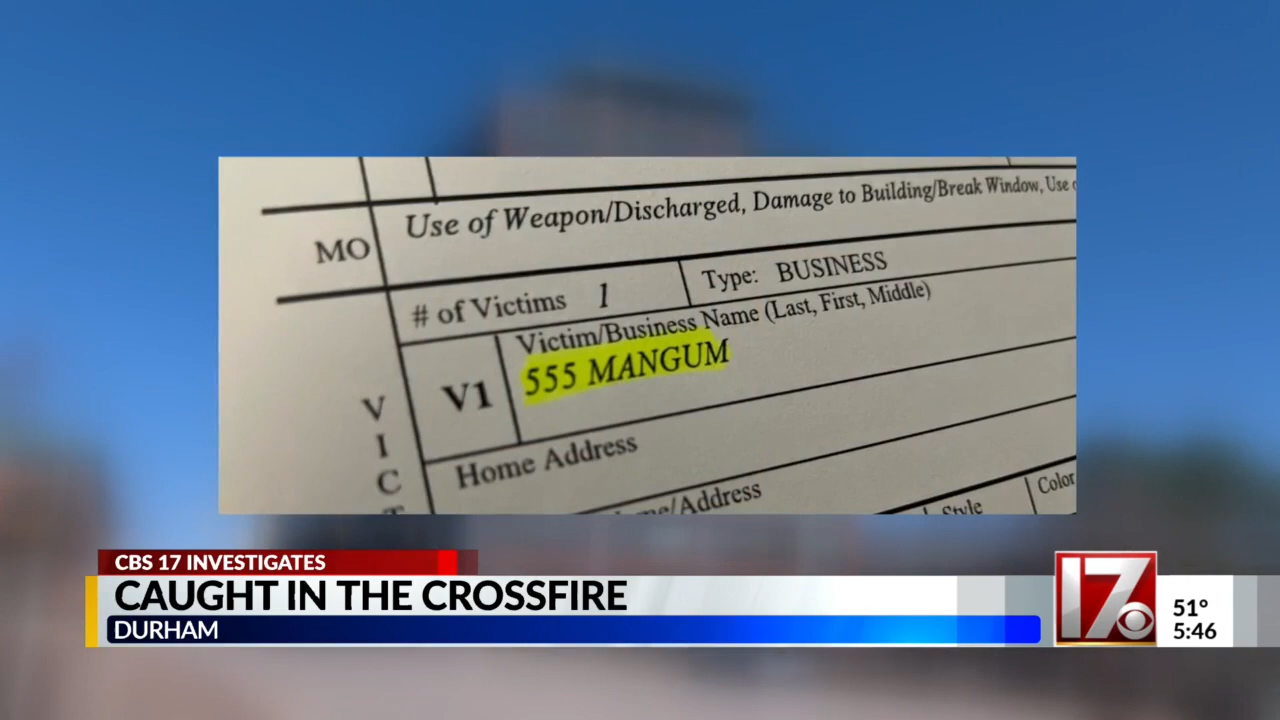 Use of Weapon/Discharged, Damage to Building/Break Window, Use
MO
# of Victims 1
Type: BUSINESS
Victim/Business Name (Last, First, Middle)
V1
555 MANGUM
V
I
C
Home Address
/Address
Style
Color
CBS 17 INVESTIGATES
CAUGHT IN THE CROSSFIRE
DURHAM
17
51°
5:46